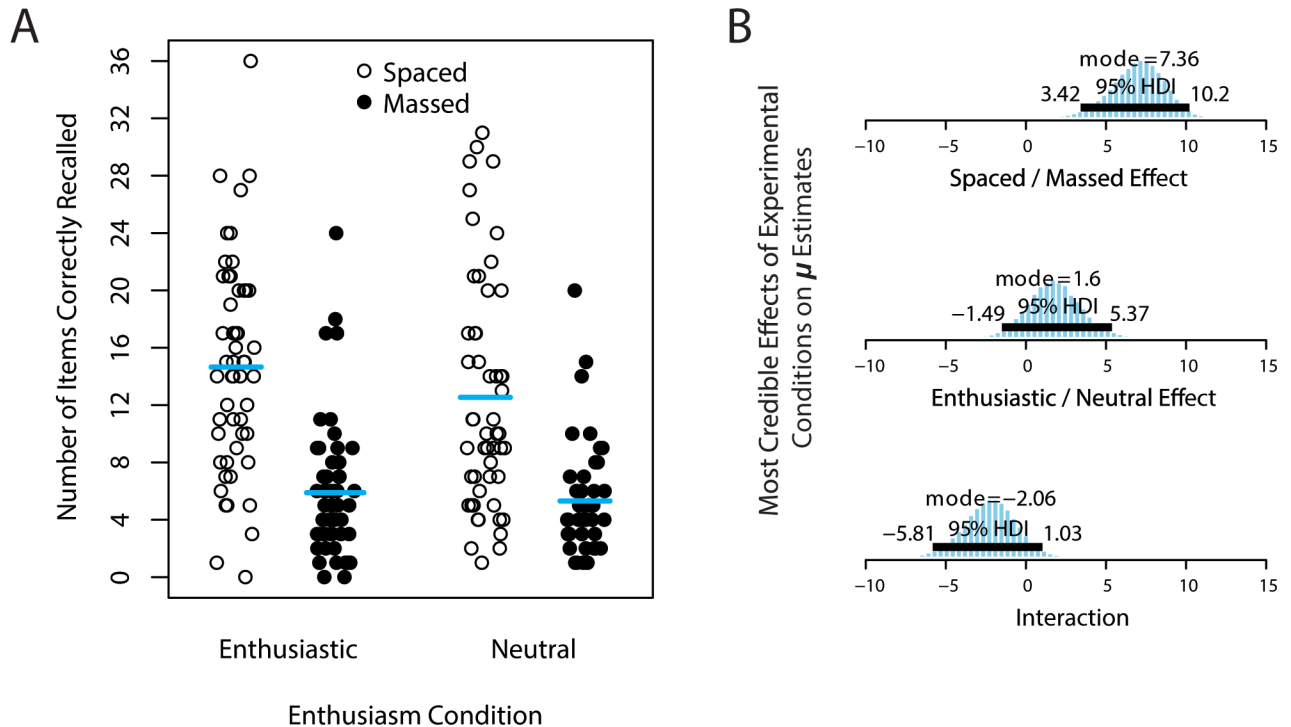 A
Number of Items Correctly Recalled
36
32
28
24
20
16
12
8
4
0
Spaced
Massed
Enthusiastic
Neutral
Enthusiasm Condition
B
Most Credible Effects of Experimental
Conditions on μ Estimates
mode=7.36
95% HDI
3.42
10.2
−10
−5
0
5
10
15
Spaced / Massed Effect
mode=1.6
95% HDI
−1.49
5.37
−10
−5
0
5
10
15
Enthusiastic / Neutral Effect
mode=−2.06
95% HDI
−5.81
1.03
−10
−5
0
5
10
15
Interaction